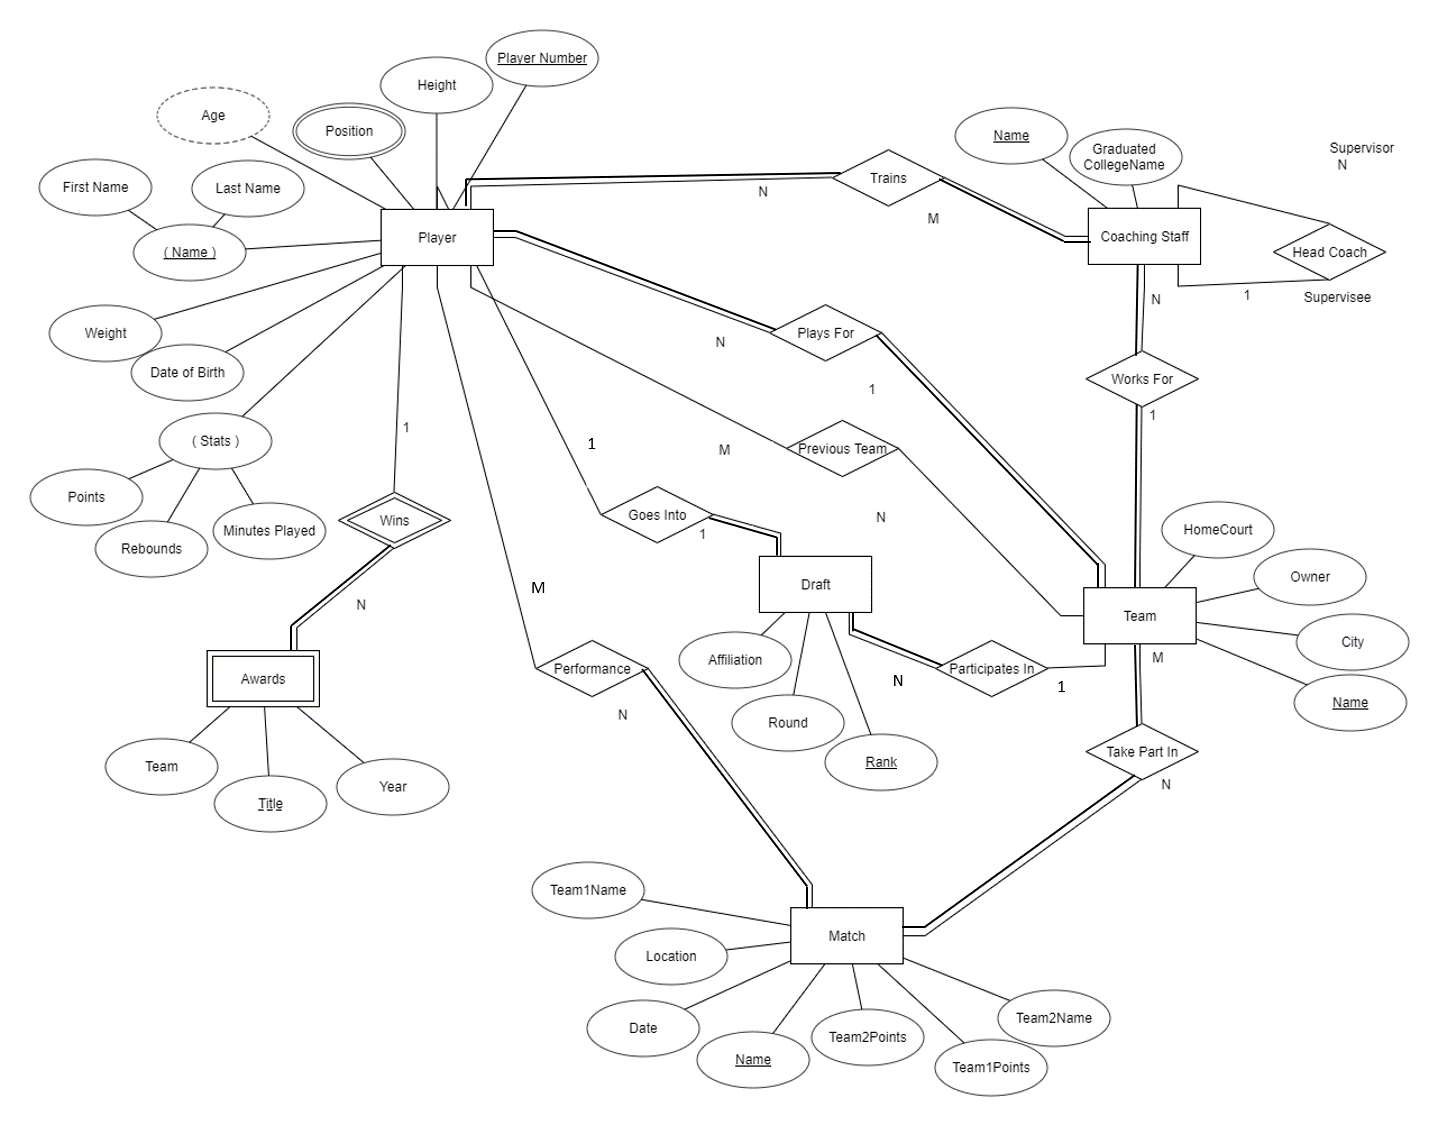 Player Number
Height
Age
Position
Name
Supervisor
N
Graduated
CollegeName
First Name
Last Name
Trains
N
M
Player
Coaching Staff
( Name )
Head Coach
1
Supervisee
N
Weight
Plays For
N
Date of Birth
Works For
1
1
( Stats )
1
1
M
Previous Team
Points
Rebounds
Minutes Played
Wins
Goes Into
1
N
HomeCourt
Owner
Draft
M
N
Team
City
M
Affiliation
Performance
Participates In
N
1
Awards
Name
N
Round
Rank
Take Part In
N
Team
Title
Year
Team1Name
Match
Location
Date
Name
Team2Points
Team1Points
Team2Name